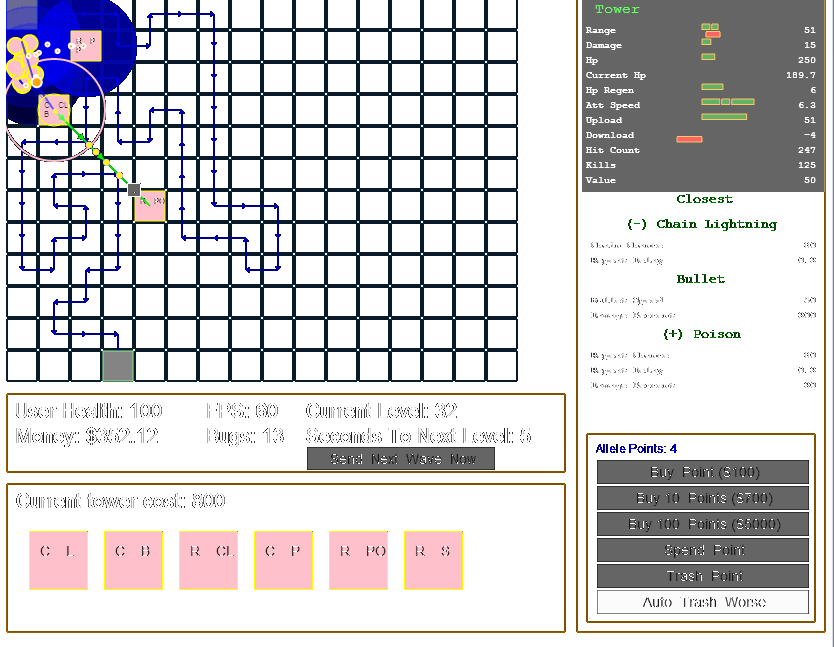 Tower
Range 51
Damage 15
Hp 250
Current Hp 189.7
Hp Regen 6
Att Speed 6.3
Upload 51
Download -4
Hit Count 247
Kills 125
Value 50
Closest
(-) Chain Lightning
Bullet
(+) Poison
R P
C CL
B
R PO
User Health: 100 FPS: 60 Current Level: 32
Money: $352.12 Bugs: 13 Seconds To Next Level: 5
Send Next Wave Now
Current tower cost: 800
C L C B R CL C P R PO R S
Allele Points: 4
Buy Point ($100)
Buy 10 Points ($700)
Buy 100 Points ($5000)
Spend Point
Trash Point
Auto Trash Worse